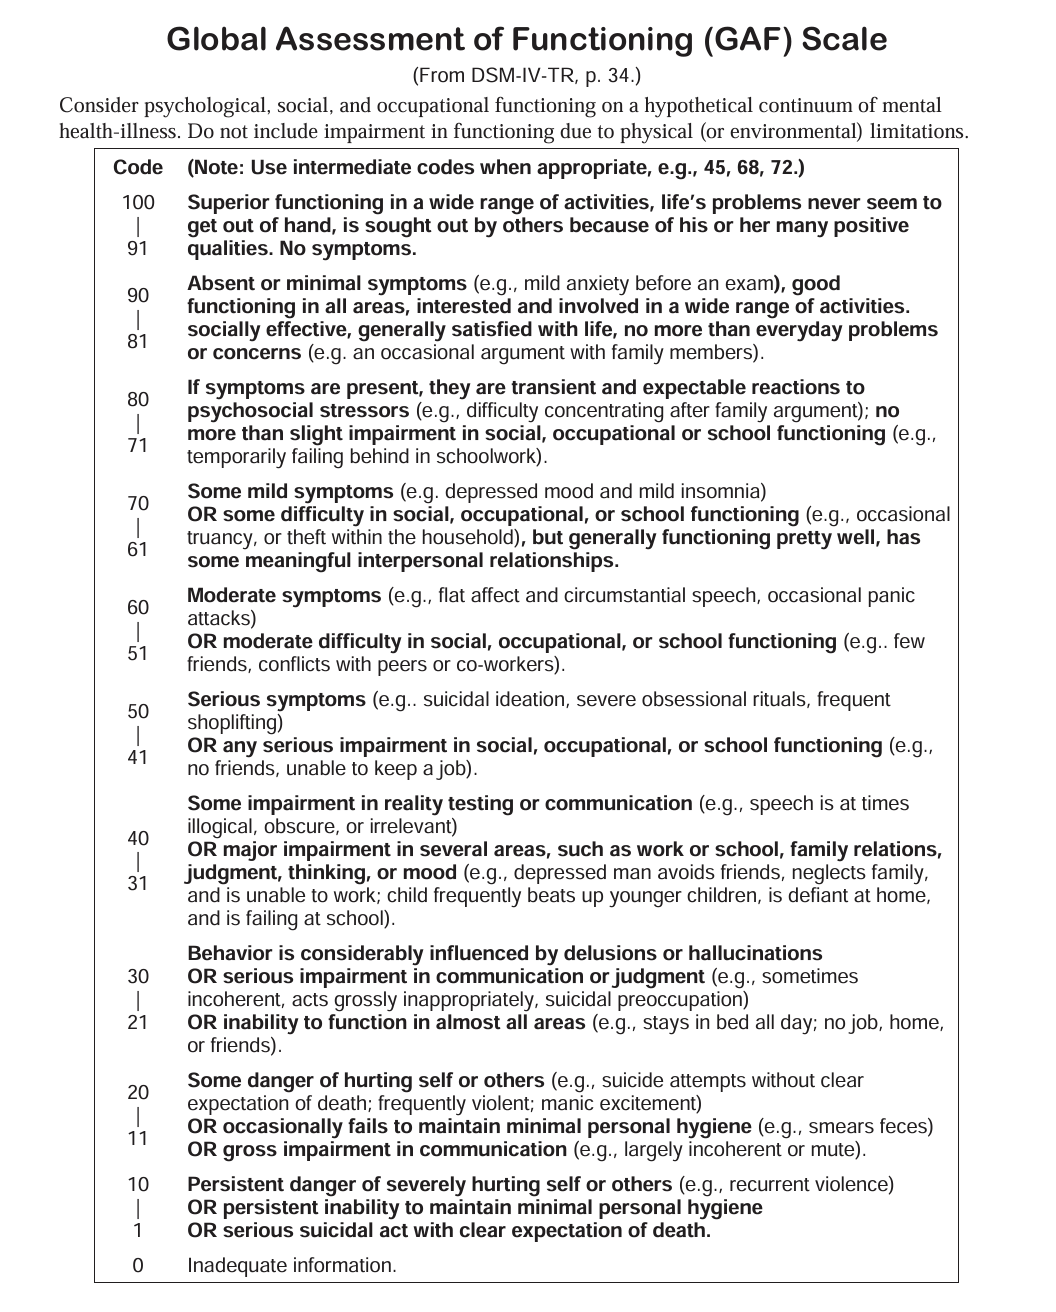 Global Assessment of Functioning (GAF) Scale
(From DSM-IV-TR, p. 34.)
Consider psychological, social, and occupational functioning on a hypothetical continuum of mental
health-illness. Do not include impairment in functioning due to physical (or environmental) limitations.
Code (Note: Use intermediate codes when appropriate, e.g., 45, 68, 72.)
100
|
91
Superior functioning in a wide range of activities, life's problems never seem to
get out of hand, is sought out by others because of his or her many positive
qualities. No symptoms.
90
|
81
Absent or minimal symptoms (e.g., mild anxiety before an exam), good
functioning in all areas, interested and involved in a wide range of activities.
socially effective, generally satisfied with life, no more than everyday problems
or concerns (e.g. an occasional argument with family members).
80
|
71
If symptoms are present, they are transient and expectable reactions to
psychosocial stressors (e.g., difficulty concentrating after family argument); no
more than slight impairment in social, occupational or school functioning (e.g.,
temporarily failing behind in schoolwork).
70
|
61
Some mild symptoms (e.g. depressed mood and mild insomnia)
OR some difficulty in social, occupational, or school functioning (e.g., occasional
truancy, or theft within the household), but generally functioning pretty well, has
some meaningful interpersonal relationships.
60
|
51
Moderate symptoms (e.g., flat affect and circumstantial speech, occasional panic
attacks)
OR moderate difficulty in social, occupational, or school functioning (e.g.. few
friends, conflicts with peers or co-workers).
50
|
41
Serious symptoms (e.g.. suicidal ideation, severe obsessional rituals, frequent
shoplifting)
OR any serious impairment in social, occupational, or school functioning (e.g.,
no friends, unable to keep a job).
40
|
31
Some impairment in reality testing or communication (e.g., speech is at times
illogical, obscure, or irrelevant)
OR major impairment in several areas, such as work or school, family relations,
judgment, thinking, or mood (e.g., depressed man avoids friends, neglects family,
and is unable to work; child frequently beats up younger children, is defiant at home,
and is failing at school).
30
|
21
Behavior is considerably influenced by delusions or hallucinations
OR serious impairment in communication or judgment (e.g., sometimes
incoherent, acts grossly inappropriately, suicidal preoccupation)
OR inability to function in almost all areas (e.g., stays in bed all day; no job, home,
or friends).
20
|
11
Some danger of hurting self or others (e.g., suicide attempts without clear
expectation of death; frequently violent; manic excitement)
OR occasionally fails to maintain minimal personal hygiene (e.g., smears feces)
OR gross impairment in communication (e.g., largely incoherent or mute).
10
|
1
Persistent danger of severely hurting self or others (e.g., recurrent violence)
OR persistent inability to maintain minimal personal hygiene
OR serious suicidal act with clear expectation of death.
0 Inadequate information.